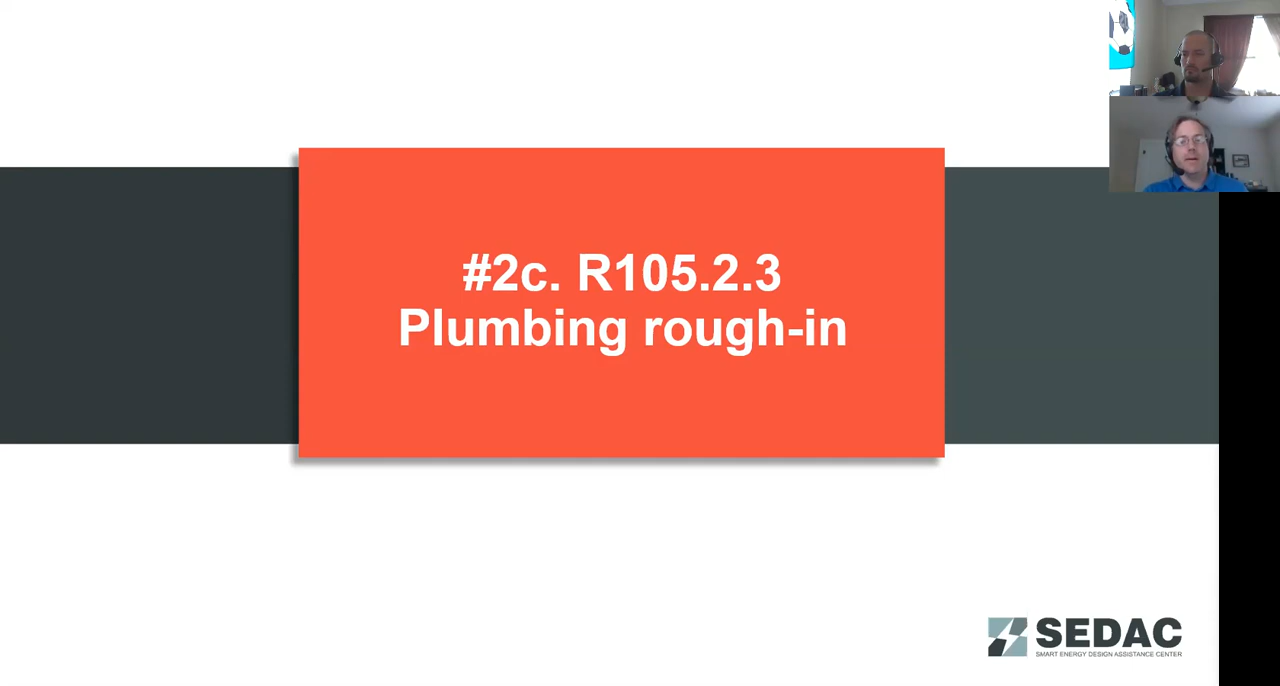 #2c. R105.2.3
Plumbing rough-in
SEDAC
SMART ENERGY DESIGN ASSISTANCE CENTER